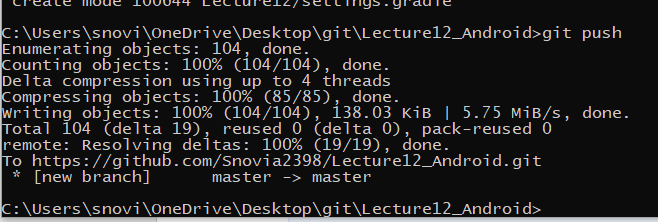 create mode 100644 Lecture12/settings.gradle
C:\Users\snovi\OneDrive\Desktop\git\Lecture12_Android>git push
Enumerating objects: 104, done.
Counting objects: 100% (104/104), done.
Delta compression using up to 4 threads
Compressing objects: 100% (85/85), done.
Writing objects: 100% (104/104), 138.03 KiB | 5.75 MiB/s, done.
Total 104 (delta 19), reused 0 (delta 0), pack-reused 0
remote: Resolving deltas: 100% (19/19), done.
To https://github.com/Snovia2398/Lecture12_Android.git
 * [new branch]      master -> master
C:\Users\snovi\OneDrive\Desktop\git\Lecture12_Android>